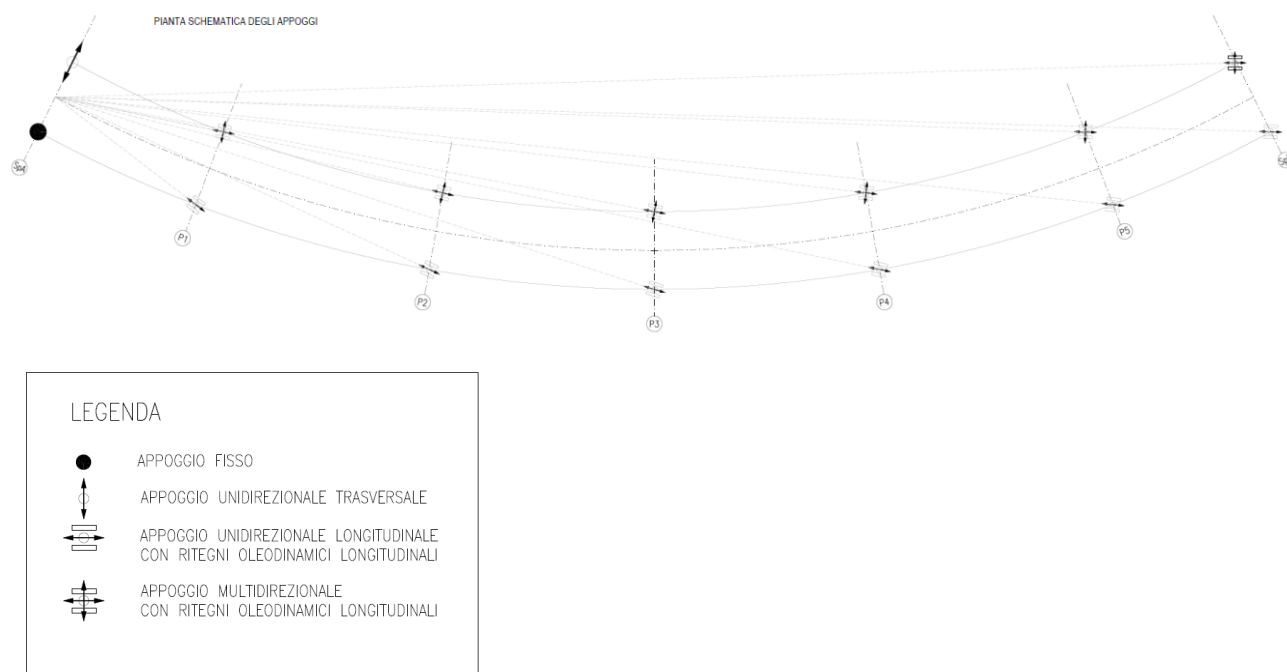 PIANTA SCHEMATICA DEGLI APPOGGI
SpA
P1
P2
P3
P4
P5
LEGENDA
APPOGGIO FISSO
APPOGGIO UNIDIREZIONALE TRASVERSALE
APPOGGIO UNIDIREZIONALE LONGITUDINALE
CON RITEGNI OLEODINAMICI LONGITUDINALI
APPOGGIO MULTIDIREZIONALE
CON RITEGNI OLEODINAMICI LONGITUDINALI